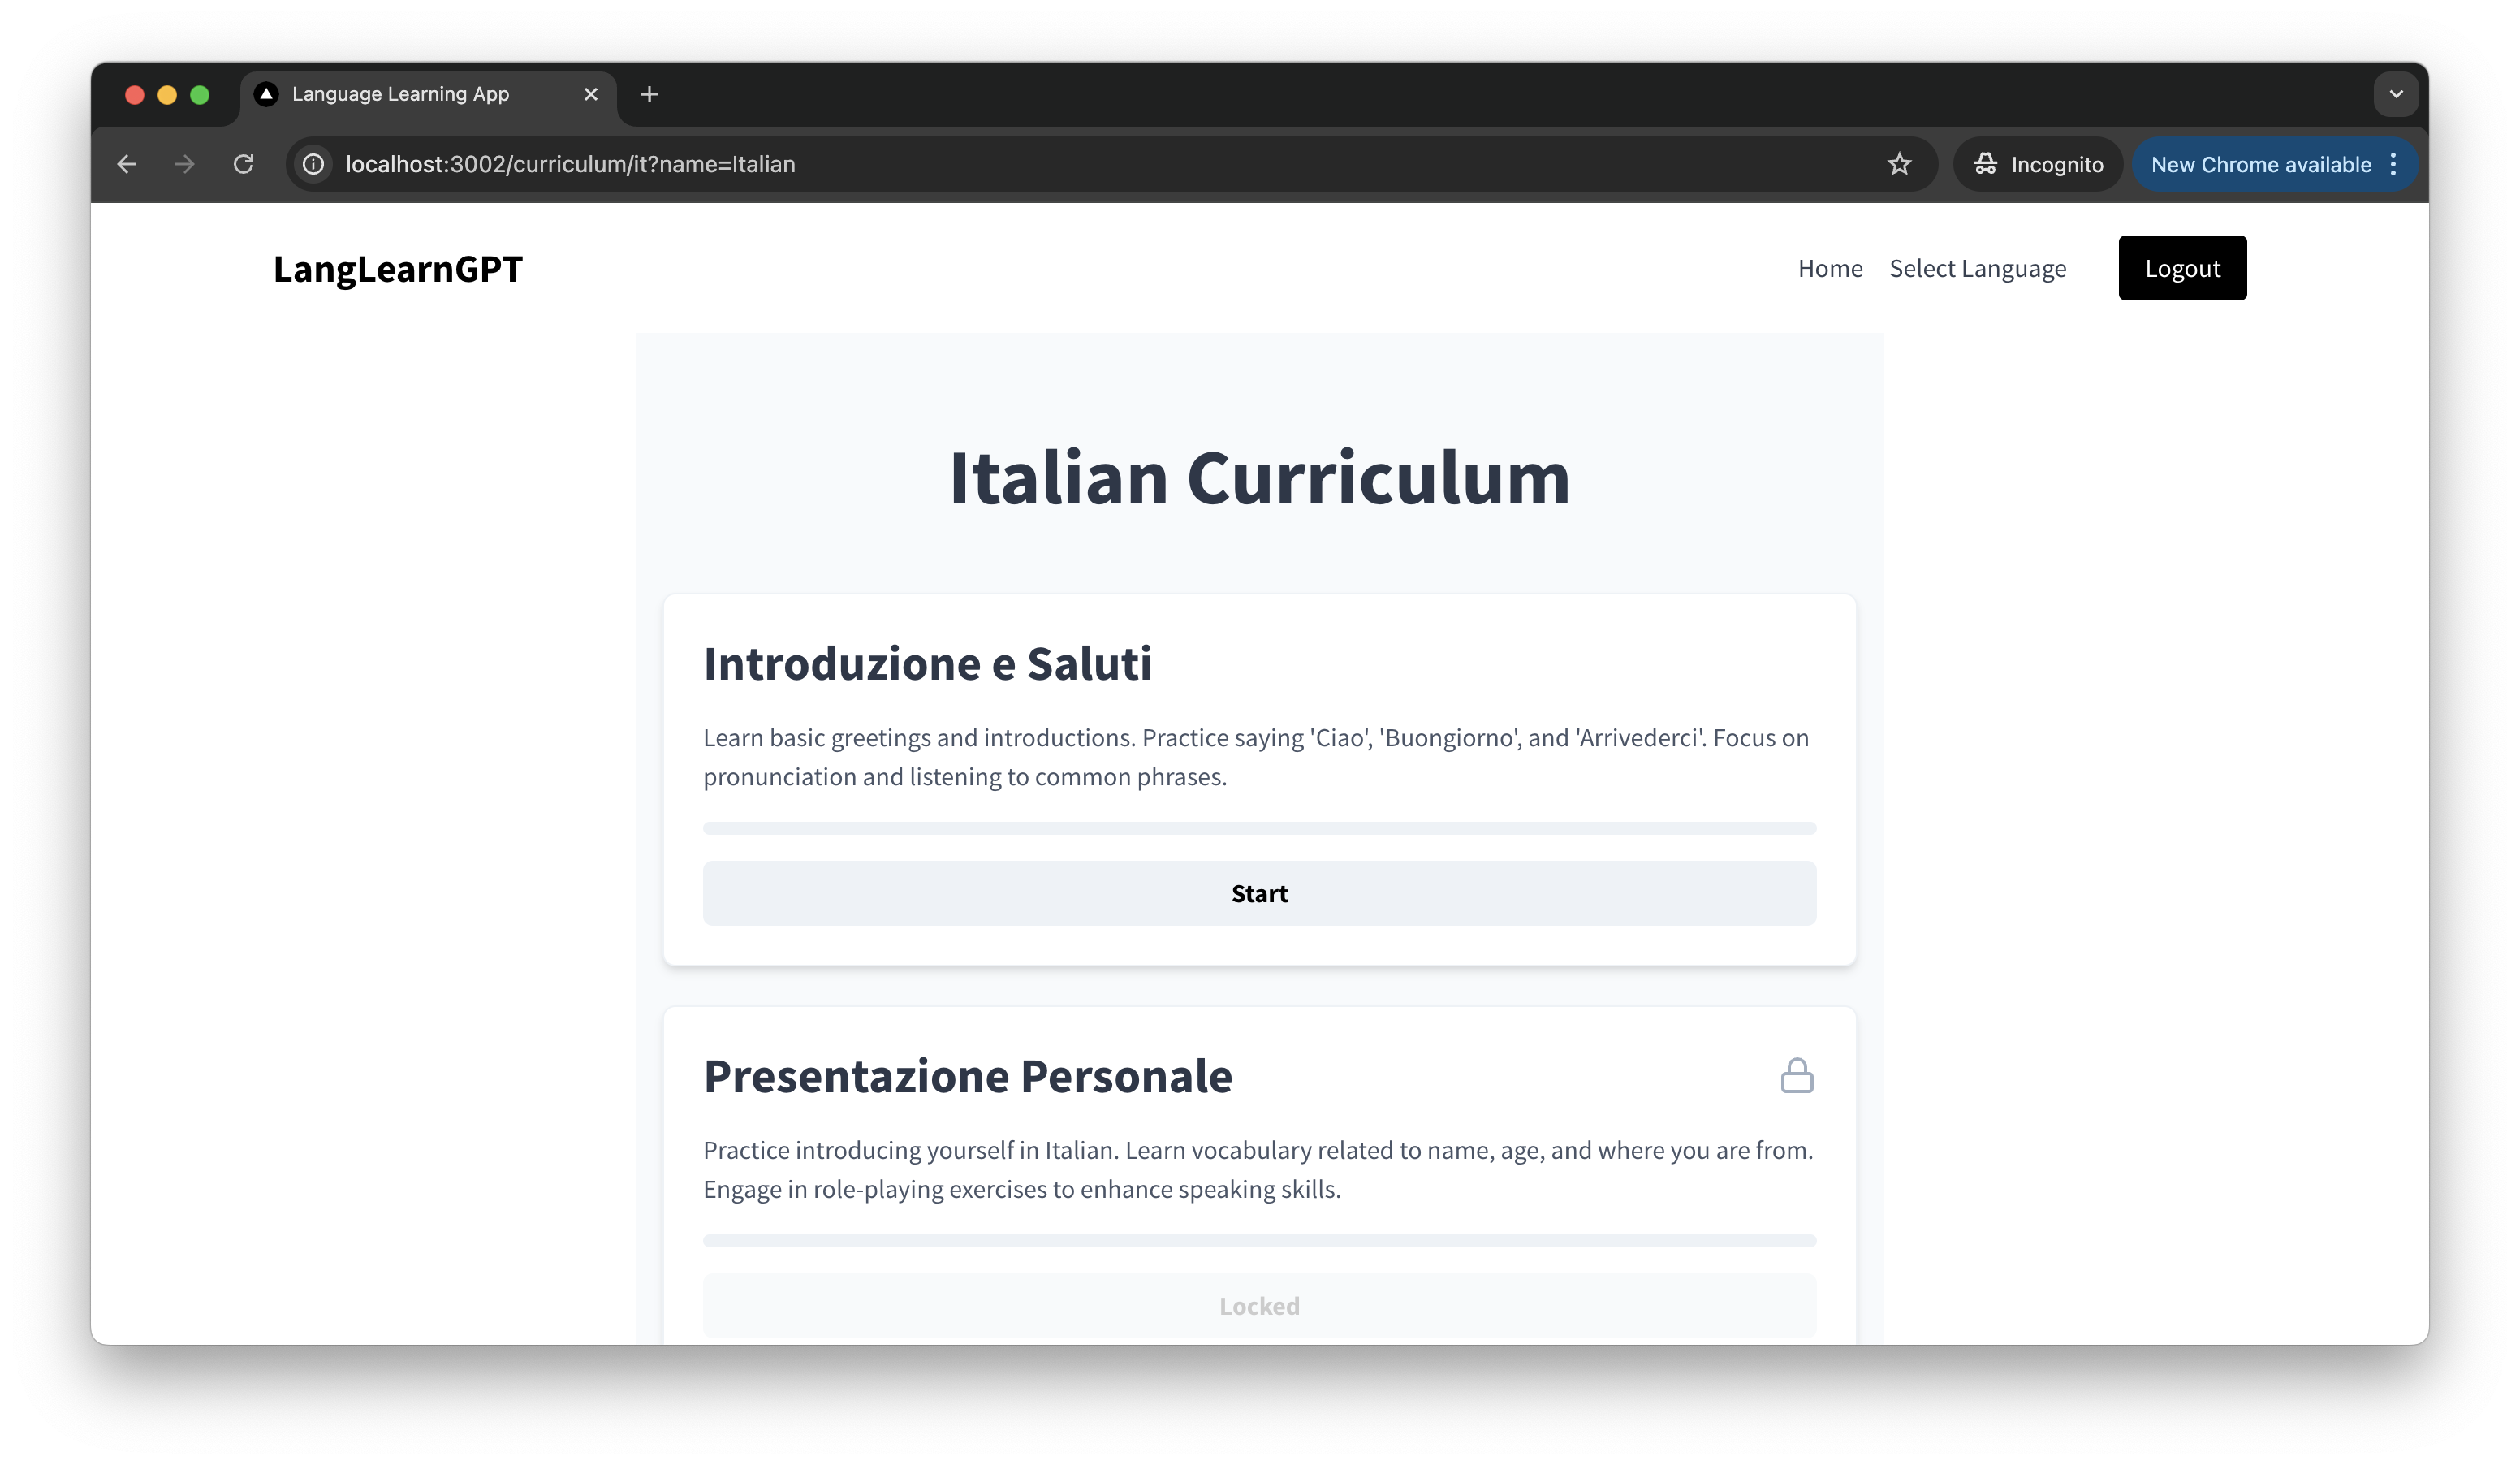 Language Learning App
localhost:3002/curriculum/it?name=Italian
Incognito
New Chrome available
LangLearnGPT
Home
Select Language
Logout
Italian Curriculum
Introduzione e Saluti
Learn basic greetings and introductions. Practice saying 'Ciao', 'Buongiorno', and 'Arrivederci'. Focus on
pronunciation and listening to common phrases.
Start
Presentazione Personale
Practice introducing yourself in Italian. Learn vocabulary related to name, age, and where you are from.
Engage in role-playing exercises to enhance speaking skills.
Locked